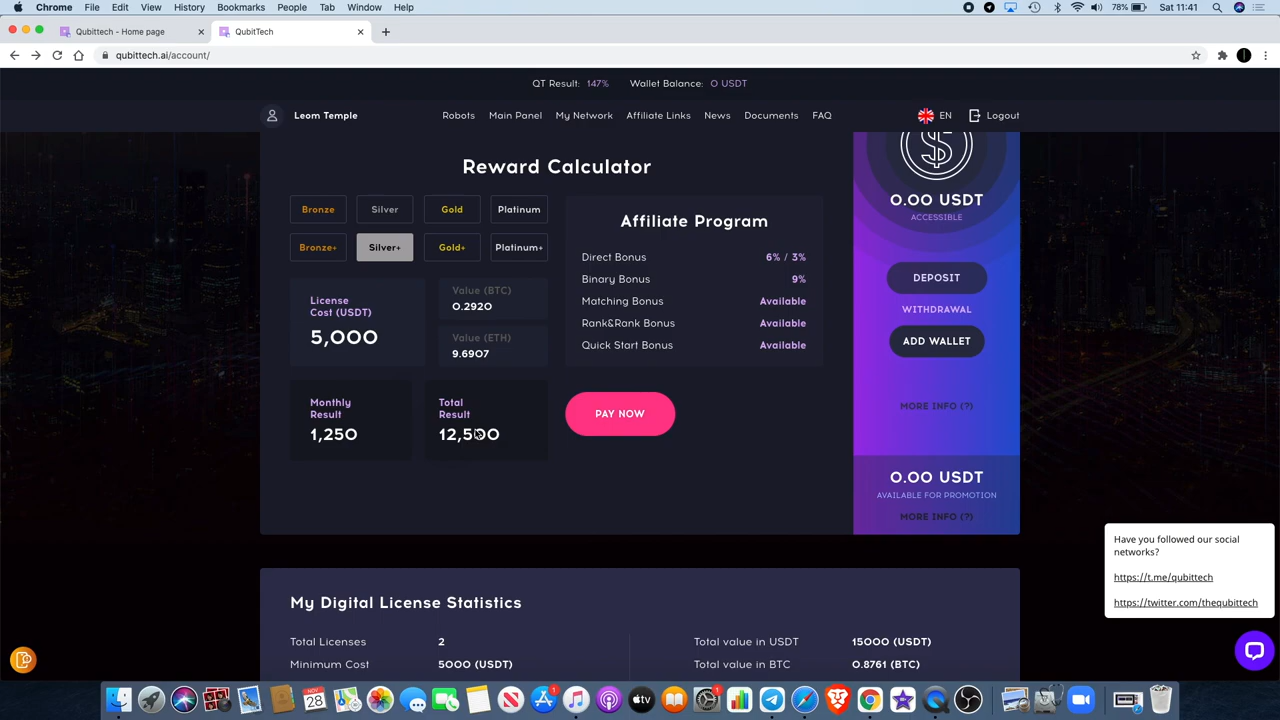 Chrome File Edit View History Bookmarks People Tab Window Help 78% Sat 11:41
Qubittech - Home page QubitTech
qubittech.ai/account/
QT Result: 147% Wallet Balance: 0 USDT
Leom Temple Robots Main Panel My Network Affiliate Links News Documents FAQ EN Logout
Reward Calculator
Bronze Silver Gold Platinum
Bronze+ Silver+ Gold+ Platinum+
License
Cost (USDT)
5,000
Value (BTC)
0.2920
Value (ETH)
9.6907
Monthly
Result
1,250
Total
Result
12,500
Affiliate Program
Direct Bonus 6% / 3%
Binary Bonus 9%
Matching Bonus Available
Rank&Rank Bonus Available
Quick Start Bonus Available
PAY NOW
0.00 USDT
ACCESSIBLE
DEPOSIT
WITHDRAWAL
ADD WALLET
MORE INFO (?)
0.00 USDT
AVAILABLE FOR PROMOTION
MORE INFO (?)
Have you followed our social
networks?
https://t.me/qubittech
https://twitter.com/thequbittech
My Digital License Statistics
Total Licenses 2 Total value in USDT 15000 (USDT)
Minimum Cost 5000 (USDT) Total value in BTC 0.8761 (BTC)
NOV
28
1
tv
1